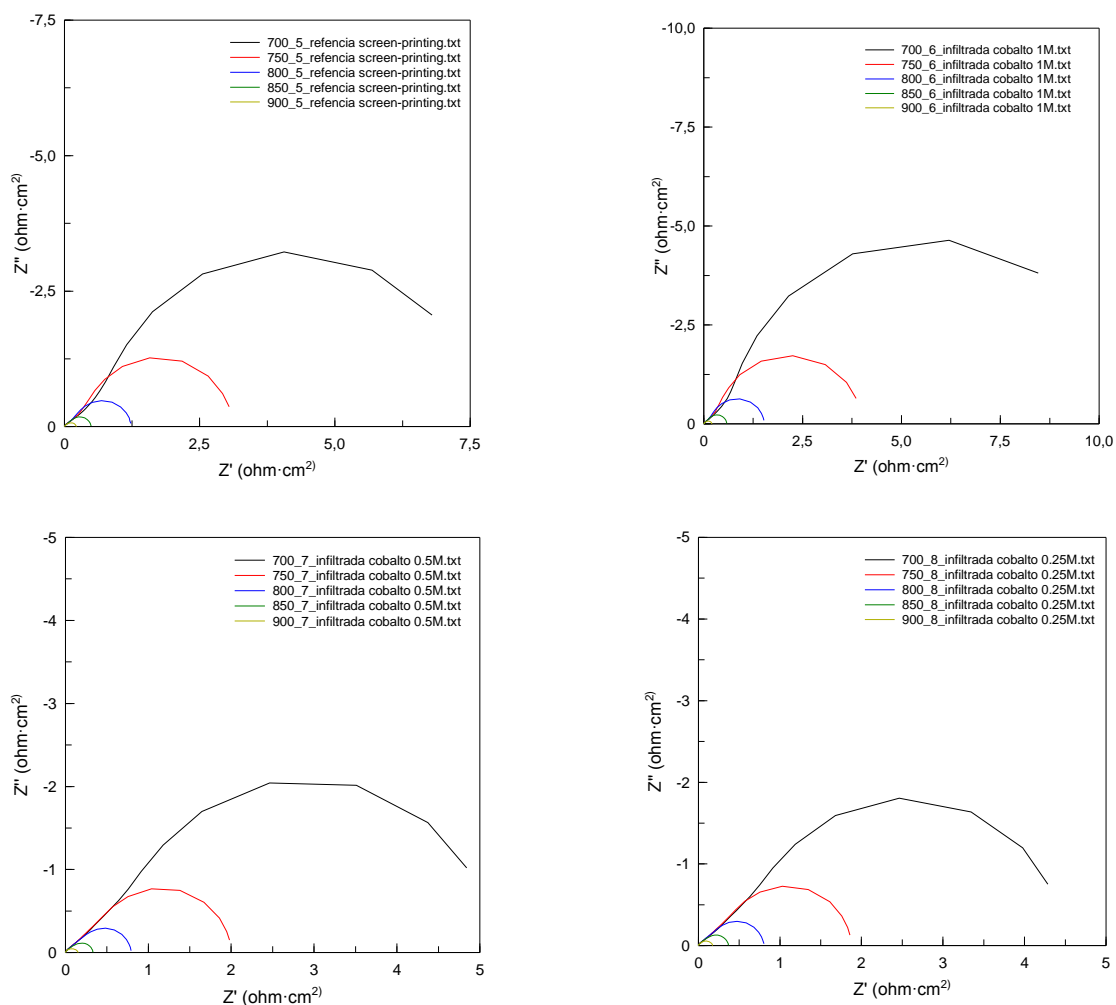 -7,5
700_5_refencia screen-printing.txt
750_5_refencia screen-printing.txt
800_5_refencia screen-printing.txt
850_5_refencia screen-printing.txt
900_5_refencia screen-printing.txt
-5,0
Z'' (ohm·cm2)
-2,5
0
0
2,5
5,0
7,5
Z' (ohm·cm2)
-10,0
700_6_infiltrada cobalto 1M.txt
750_6_infiltrada cobalto 1M.txt
800_6_infiltrada cobalto 1M.txt
850_6_infiltrada cobalto 1M.txt
900_6_infiltrada cobalto 1M.txt
-7,5
-5,0
Z'' (ohm·cm2)
-2,5
0
0
2,5
5,0
7,5
10,0
Z' (ohm·cm2)
-5
700_7_infiltrada cobalto 0.5M.txt
750_7_infiltrada cobalto 0.5M.txt
800_7_infiltrada cobalto 0.5M.txt
850_7_infiltrada cobalto 0.5M.txt
900_7_infiltrada cobalto 0.5M.txt
-4
-3
Z'' (ohm·cm2)
-2
-1
0
0
1
2
3
4
5
Z' (ohm·cm2)
-5
700_8_infiltrada cobalto 0.25M.txt
750_8_infiltrada cobalto 0.25M.txt
800_8_infiltrada cobalto 0.25M.txt
850_8_infiltrada cobalto 0.25M.txt
900_8_infiltrada cobalto 0.25M.txt
-4
-3
Z'' (ohm·cm2)
-2
-1
0
0
1
2
3
4
5
Z' (ohm·cm2)